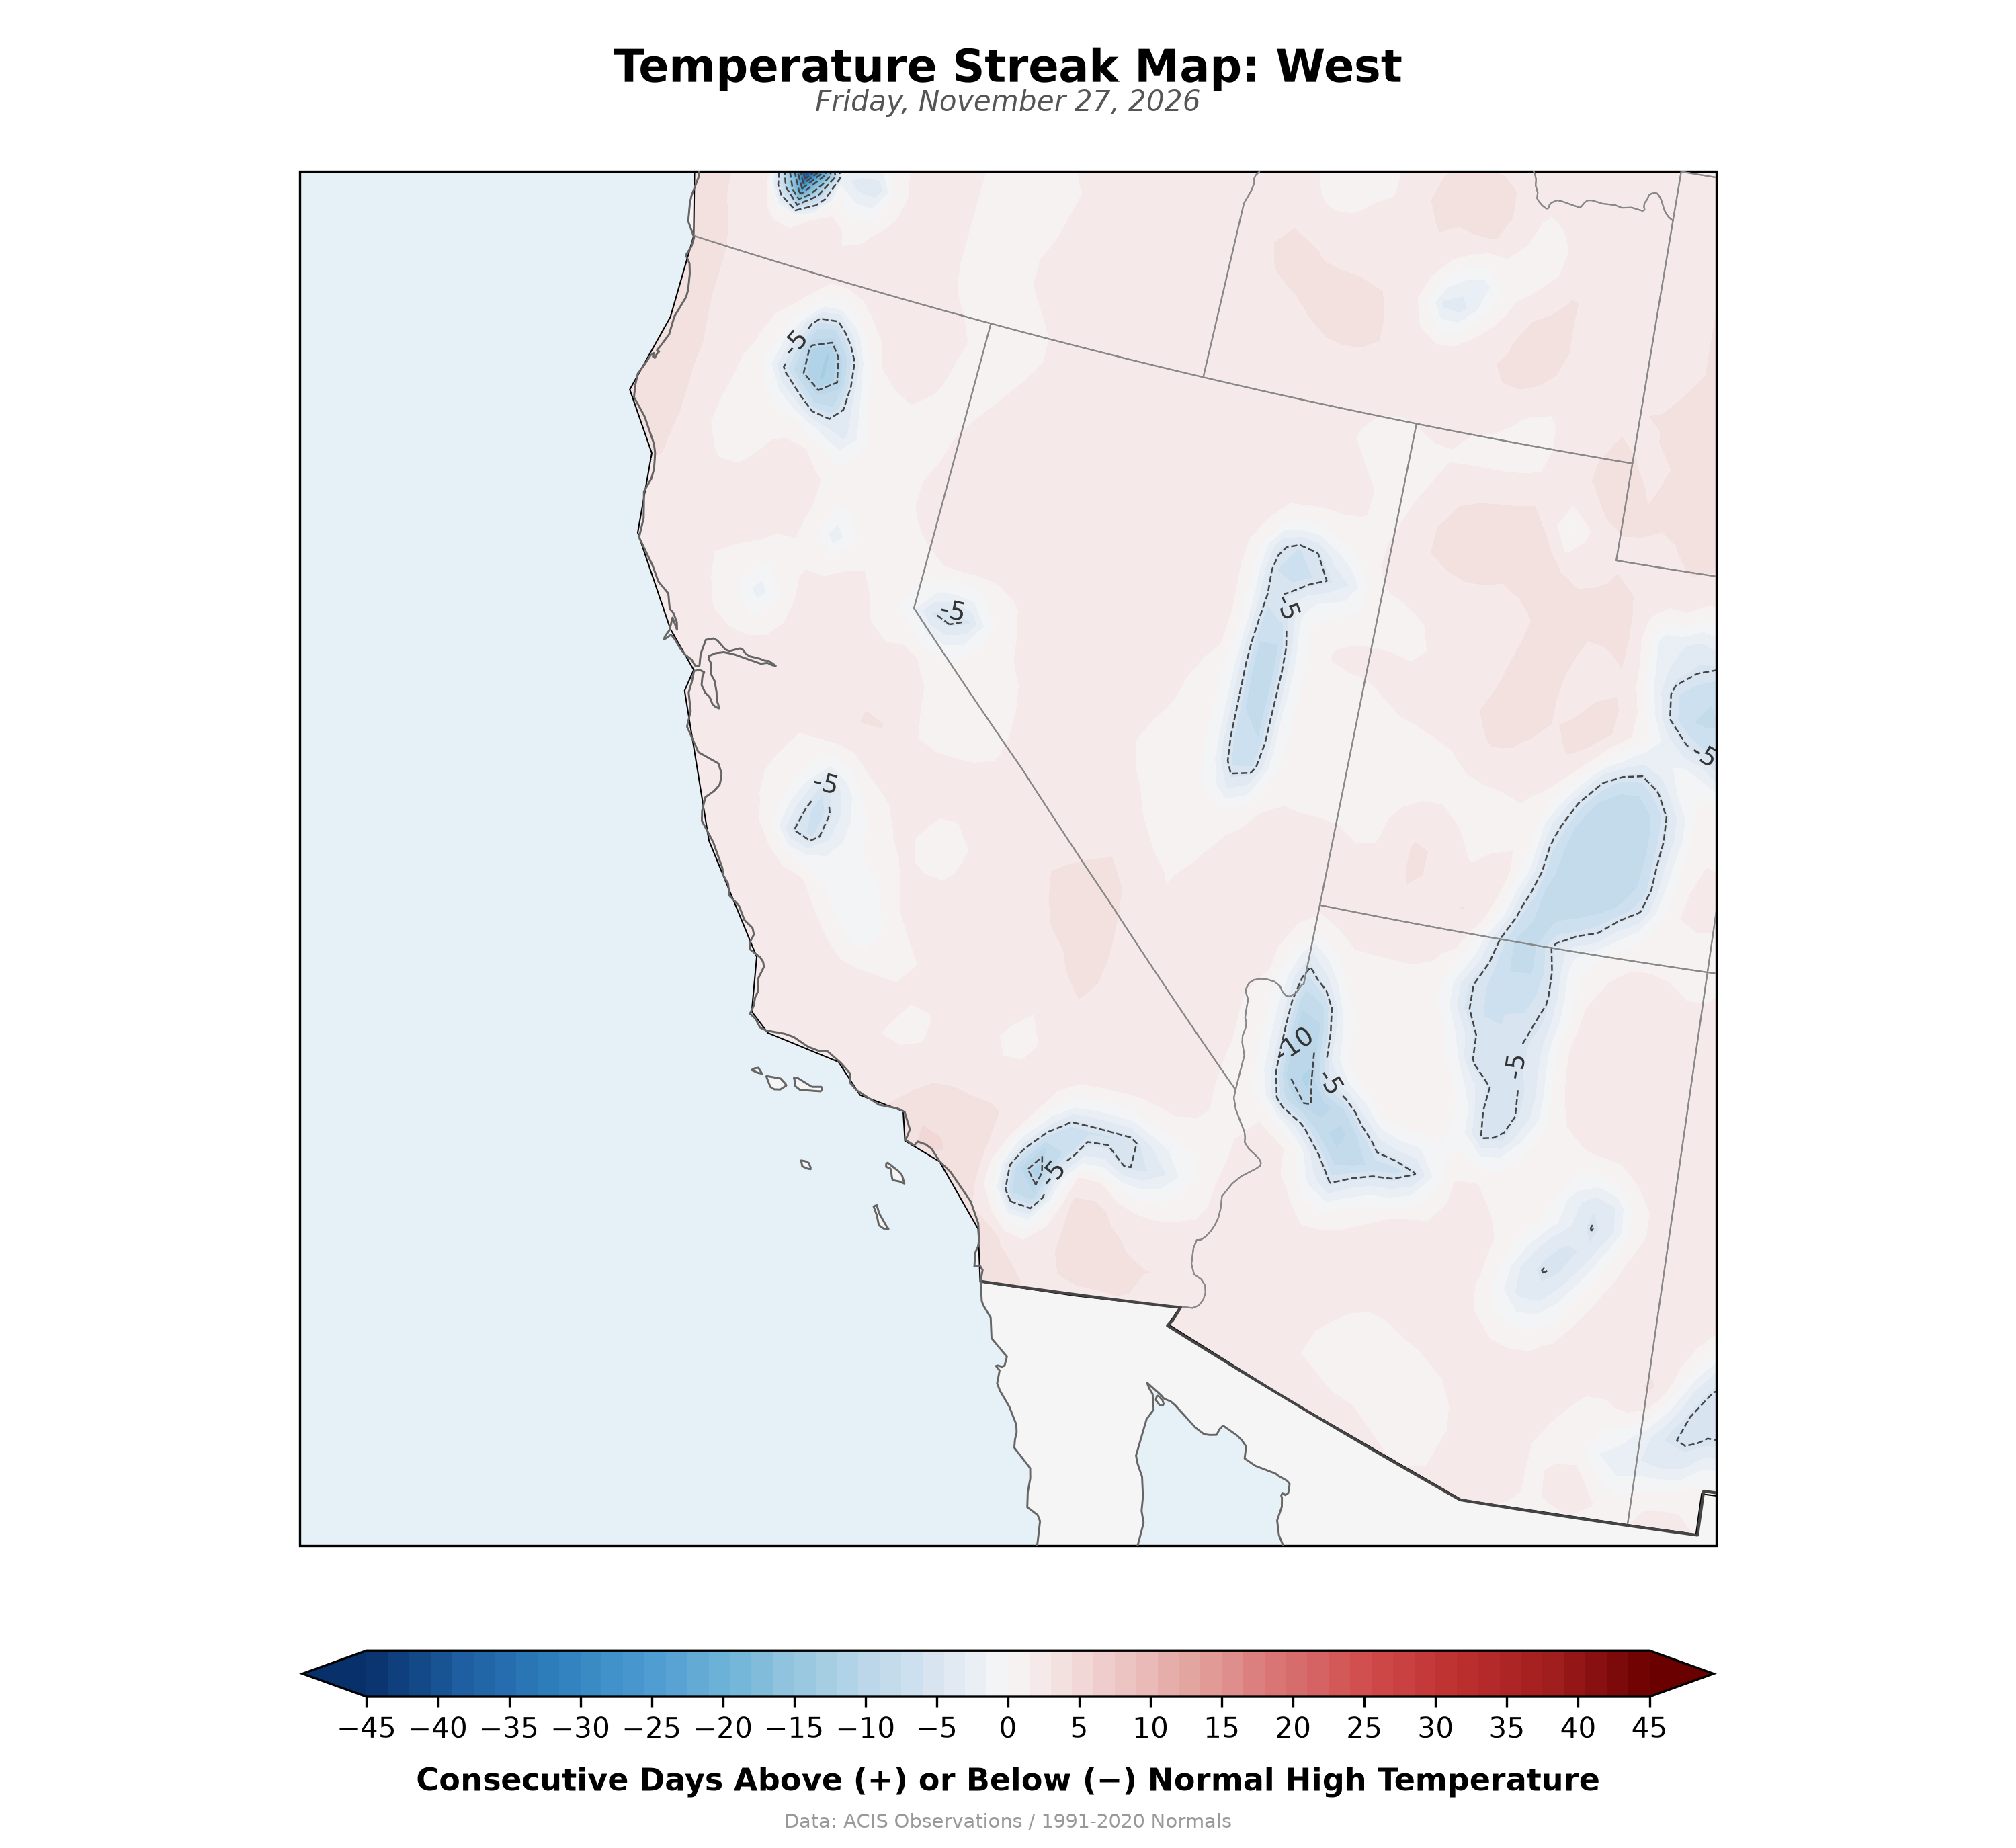 Temperature Streak Map: West
Friday, November 27, 2026
-5
-5
-5
-5
-5
-10
-5
-5
-5
−45 −40 −35 −30 −25 −20 −15 −10 −5 0 5 10 15 20 25 30 35 40 45
Consecutive Days Above (+) or Below (−) Normal High Temperature
Data: ACIS Observations / 1991-2020 Normals